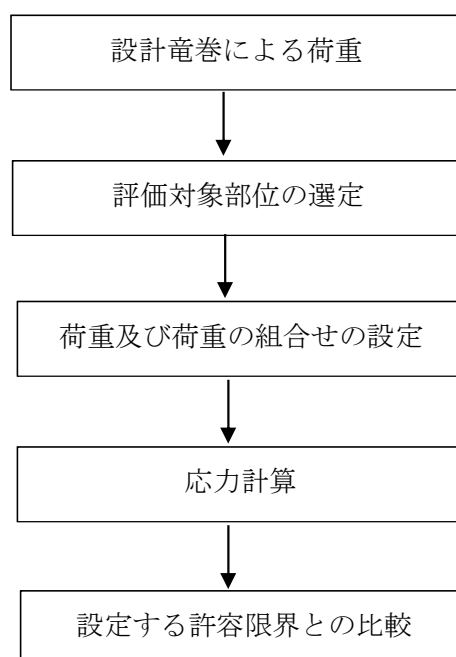 設計竜巻による荷重
評価対象部位の選定
荷重及び荷重の組合せの設定
応力計算
設定する許容限界との比較